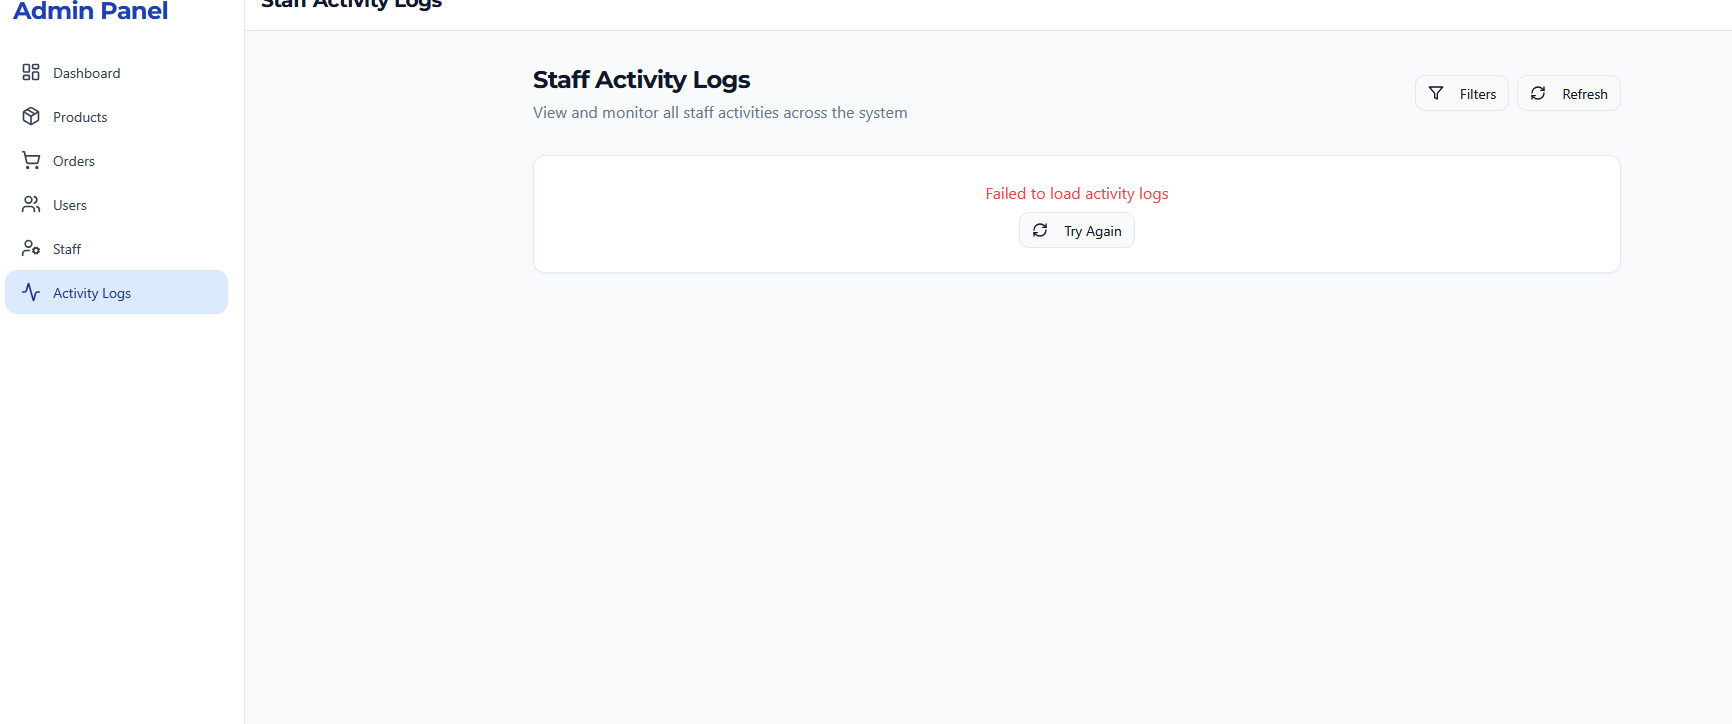 Admin Panel
Dashboard
Products
Orders
Users
Staff
Activity Logs
Staff Activity Logs
Staff Activity Logs
View and monitor all staff activities across the system
Filters
Refresh
Failed to load activity logs
Try Again